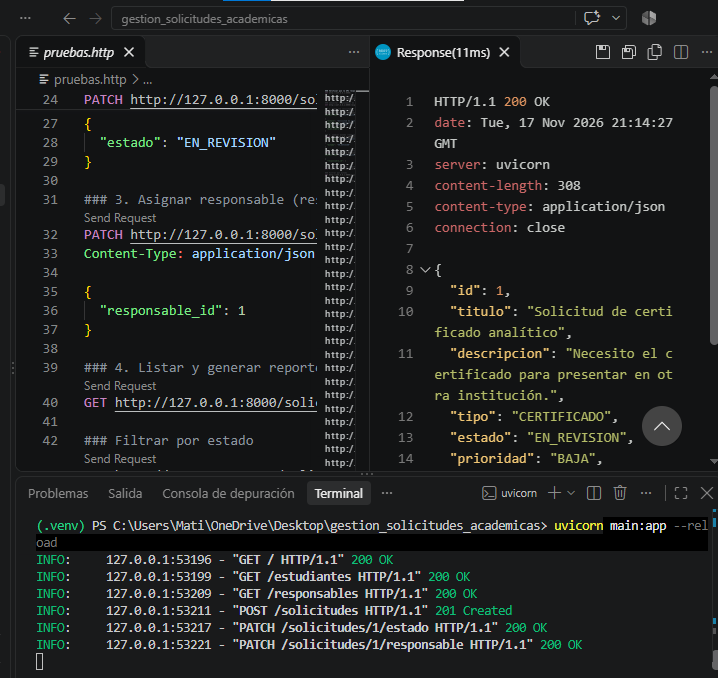 gestion_solicitudes_academicas
pruebas.http
Response(11ms)
pruebas.http > ...
24 PATCH http://127.0.0.1:8000/sol
27 {
28 "estado": "EN_REVISION"
29 }
30
31 ### 3. Asignar responsable (res
Send Request
32 PATCH http://127.0.0.1:8000/sol
33 Content-Type: application/json
34
35 {
36 "responsable_id": 1
37 }
38
39 ### 4. Listar y generar reporte
Send Request
40 GET http://127.0.0.1:8000/solic
41
42 ### Filtrar por estado
Send Request
1 HTTP/1.1 200 OK
2 date: Tue, 17 Nov 2026 21:14:27
GMT
3 server: uvicorn
4 content-length: 308
5 content-type: application/json
6 connection: close
7
8 {
9 "id": 1,
10 "titulo": "Solicitud de certi
ficado analítico",
11 "descripcion": "Necesito el c
ertificado para presentar en ot
ra institución.",
12 "tipo": "CERTIFICADO",
13 "estado": "EN_REVISION",
14 "prioridad": "BAJA",
Problemas Salida Consola de depuración Terminal ... uvicorn
(.venv) PS C:\Users\Mati\OneDrive\Desktop\gestion_solicitudes_academicas> uvicorn main:app --rel
oad
INFO: 127.0.0.1:53196 - "GET / HTTP/1.1" 200 OK
INFO: 127.0.0.1:53199 - "GET /estudiantes HTTP/1.1" 200 OK
INFO: 127.0.0.1:53209 - "GET /responsables HTTP/1.1" 200 OK
INFO: 127.0.0.1:53211 - "POST /solicitudes HTTP/1.1" 201 Created
INFO: 127.0.0.1:53217 - "PATCH /solicitudes/1/estado HTTP/1.1" 200 OK
INFO: 127.0.0.1:53221 - "PATCH /solicitudes/1/responsable HTTP/1.1" 200 OK